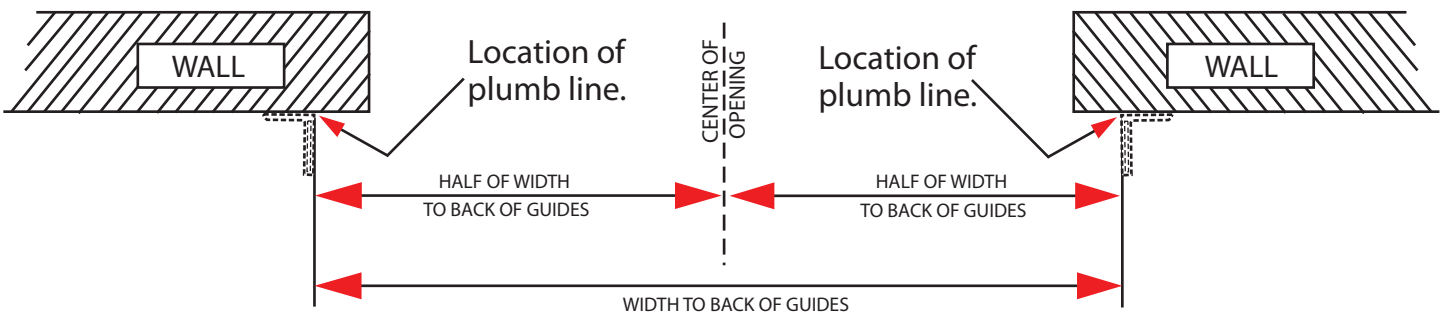 WALL
Location of
plumb line.
CENTER OF
OPENING
Location of
plumb line.
WALL
HALF OF WIDTH
TO BACK OF GUIDES
HALF OF WIDTH
TO BACK OF GUIDES
WIDTH TO BACK OF GUIDES